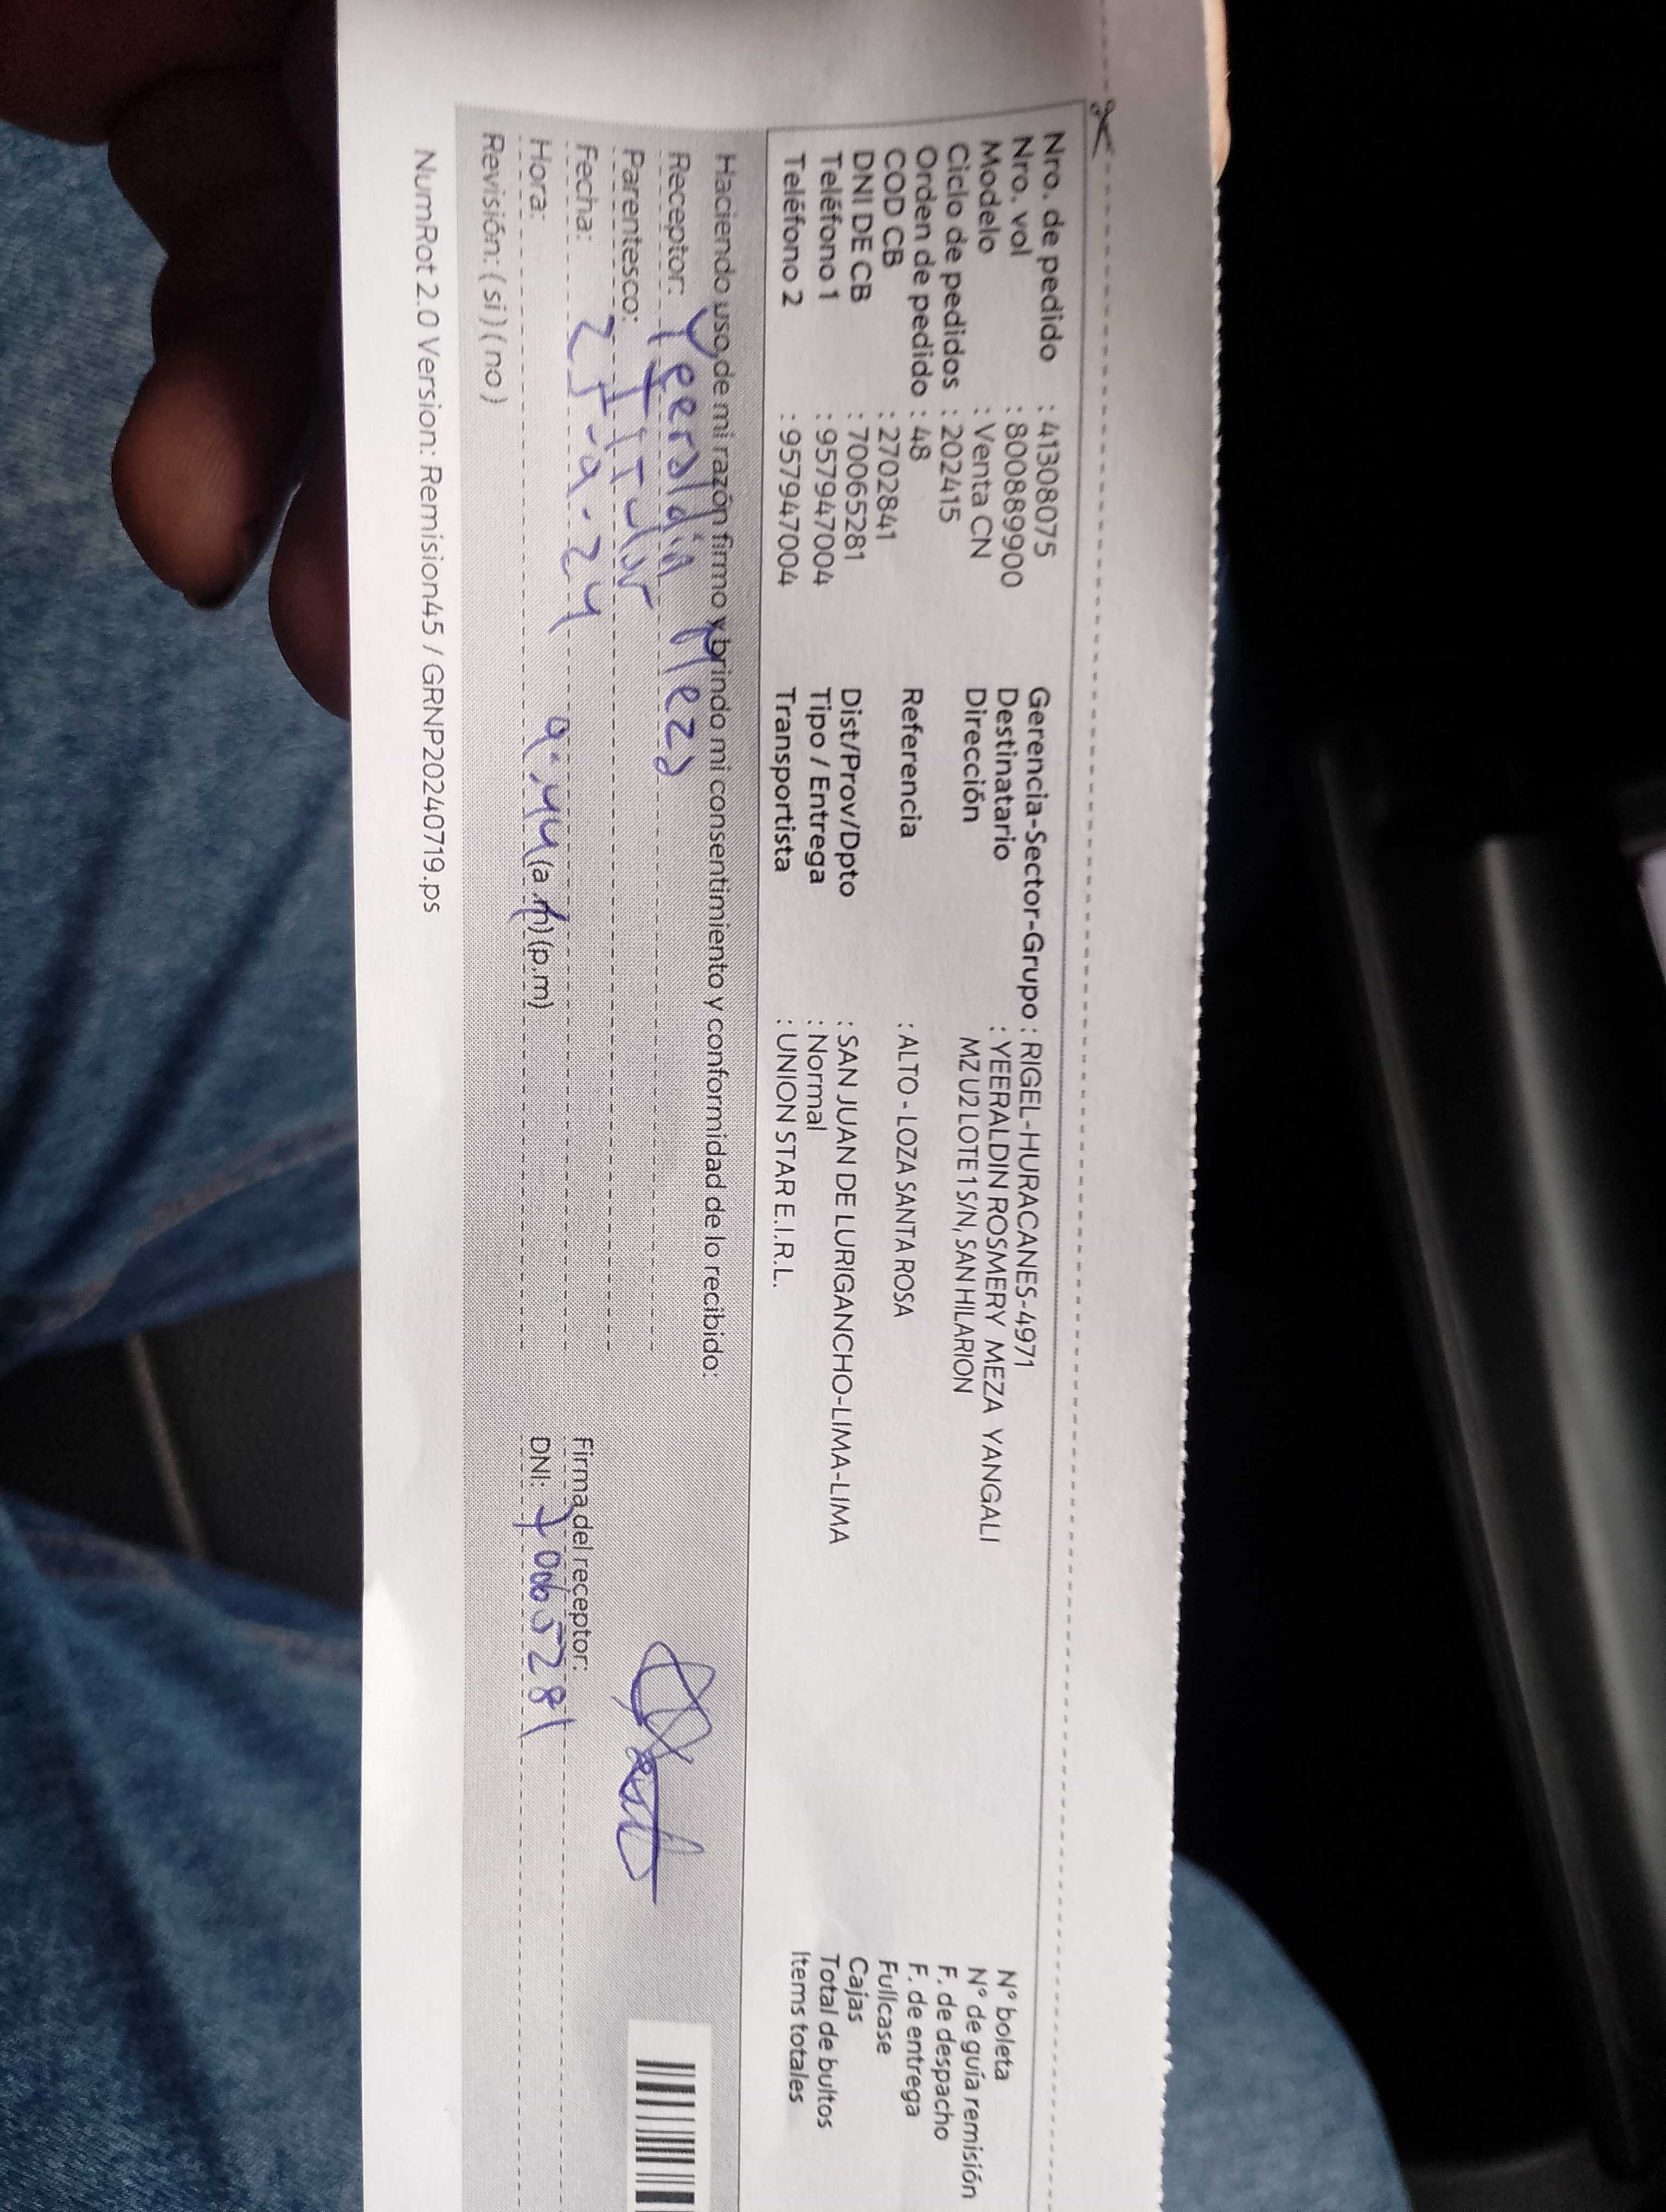 Nro. de pedido : 41308075
Nro. vol : 8008889900
Modelo : Venta CN
Ciclo de pedidos : 202415
Orden de pedido : 48
COD CB : 2702841
DNI DE CB : 70065281
Teléfono 1 : 957947004
Teléfono 2 : 957947004
Gerencia-Sector-Grupo : RIGEL-HURACANES-4971
Destinatario : YEERALDIN ROSMERY MEZA YANGALI
Dirección MZ U2 LOTE 1 S/N, SAN HILARION
Referencia : ALTO - LOZA SANTA ROSA
Dist/Prov/Dpto : SAN JUAN DE LURIGANCHO-LIMA-LIMA
Tipo / Entrega : Normal
Transportista : UNION STAR E.I.R.L.
N° boleta
N° de guía remisión
F. de despacho
F. de entrega
Fullcase
Cajas
Total de bultos
Items totales
Haciendo uso de mi razón firmo y brindo mi consentimiento y conformidad de lo recibido:
Receptor: Yeeraldin Meza
Parentesco: Titular
Fecha:
Hora: 9:44 (a.m) (p.m)
Revisión: ( si ) ( no )
Firma del receptor:
DNI: 70065281
NumRot 2.0 Version: Remision45 / GRNP20240719.ps